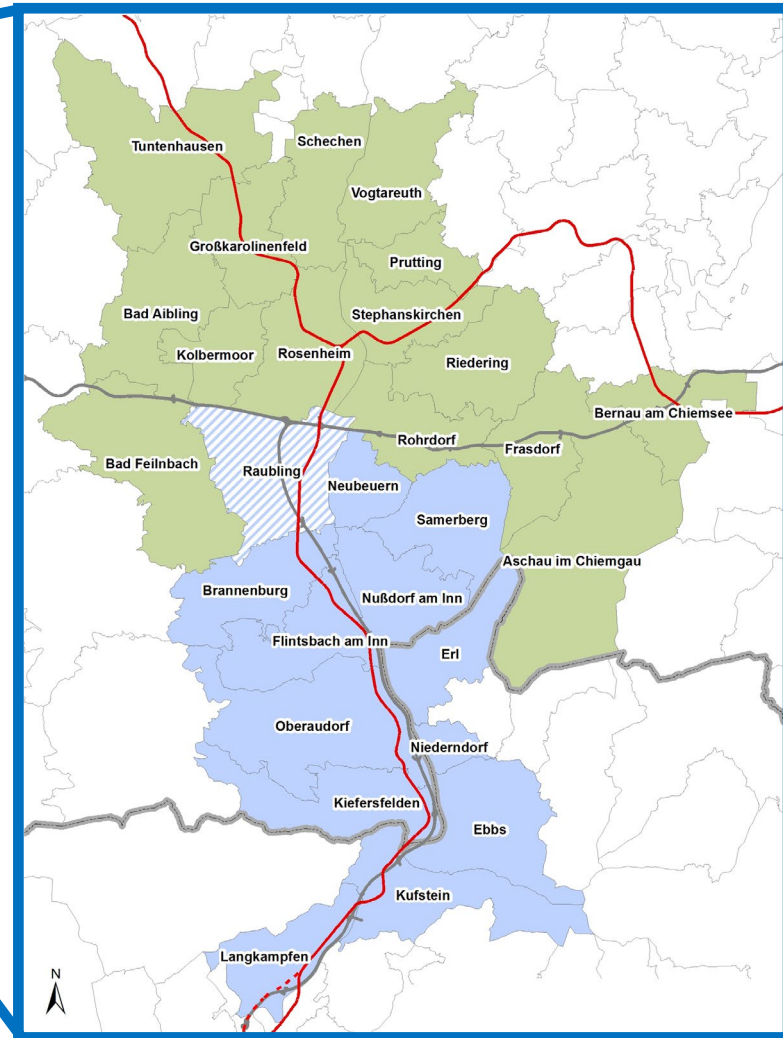 Tuntenhausen
Schechen
Vogtareuth
Großkarolinenfeld
Prutting
Bad Aibling
Stephanskirchen
Kolbermoor
Rosenheim
Riedering
Bernau am Chiemsee
Rohrdorf
Frasdorf
Bad Feilnbach
Raubling
Neubeuern
Samerberg
Aschau im Chiemgau
Brannenburg
Nußdorf am Inn
Flintsbach am Inn
Erl
Oberaudorf
Niederndorf
Kiefersfelden
Ebbs
Kufstein
Langkampfen
N